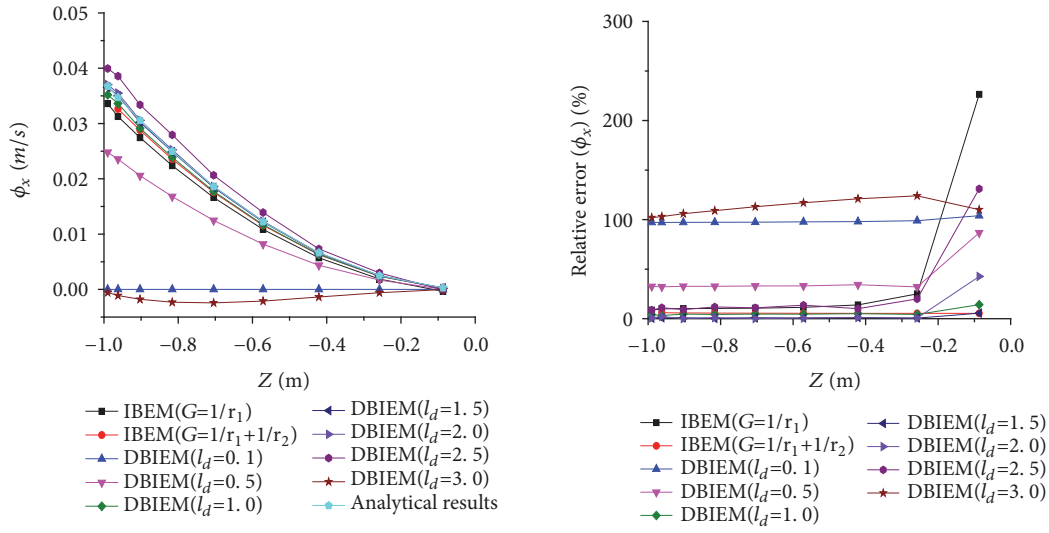 0.05
0.04
0.03
0.02
0.01
0.00
ϕx (m/s)
−1.0 −0.8 −0.6 −0.4 −0.2 0.0
Z (m)
IBEM(G=1/r1)
IBEM(G=1/r1+1/r2)
DBIEM(ld=0. 1)
DBIEM(ld=0. 5)
DBIEM(ld=1. 0)
DBIEM(ld=1. 5)
DBIEM(ld=2. 0)
DBIEM(ld=2. 5)
DBIEM(ld=3. 0)
Analytical results
300
200
100
0
Relative error (ϕx) (%)
−1.0 −0.8 −0.6 −0.4 −0.2 0.0
Z (m)
IBEM(G=1/r1)
IBEM(G=1/r1+1/r2)
DBIEM(ld=0. 1)
DBIEM(ld=0. 5)
DBIEM(ld=1. 0)
DBIEM(ld=1. 5)
DBIEM(ld=2. 0)
DBIEM(ld=2. 5)
DBIEM(ld=3. 0)